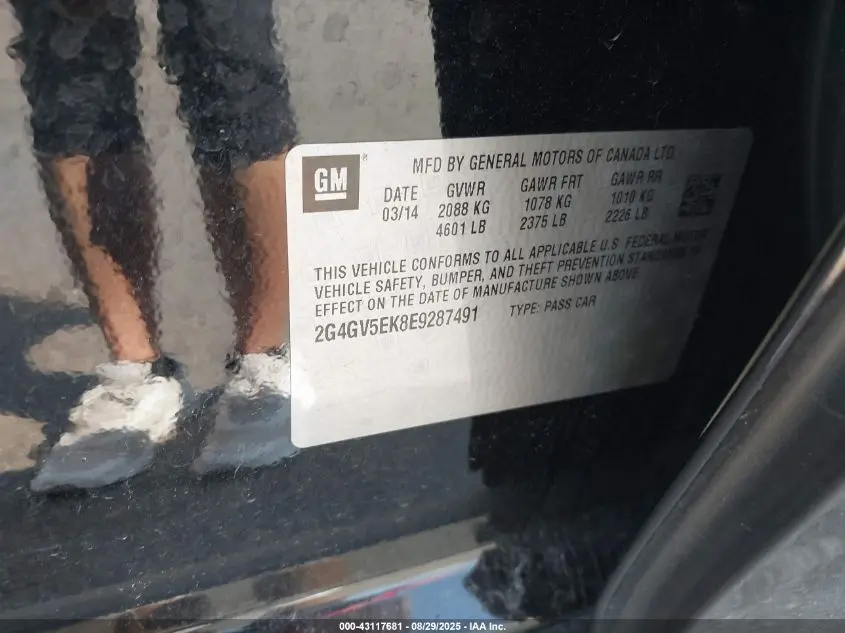 GM ®
MFD BY GENERAL MOTORS OF CANADA LTD.
DATE GVWR GAWR FRT GAWR RR
03/14 2088 KG 1078 KG 1010 KG
4601 LB 2375 LB 2226 LB
THIS VEHICLE CONFORMS TO ALL APPLICABLE U.S. FEDERAL MOTOR
VEHICLE SAFETY, BUMPER, AND THEFT PREVENTION STANDARDS IN
EFFECT ON THE DATE OF MANUFACTURE SHOWN ABOVE.
2G4GV5EK8E9287491 TYPE: PASS CAR
000-43117681 - 08/29/2025 - IAA Inc.